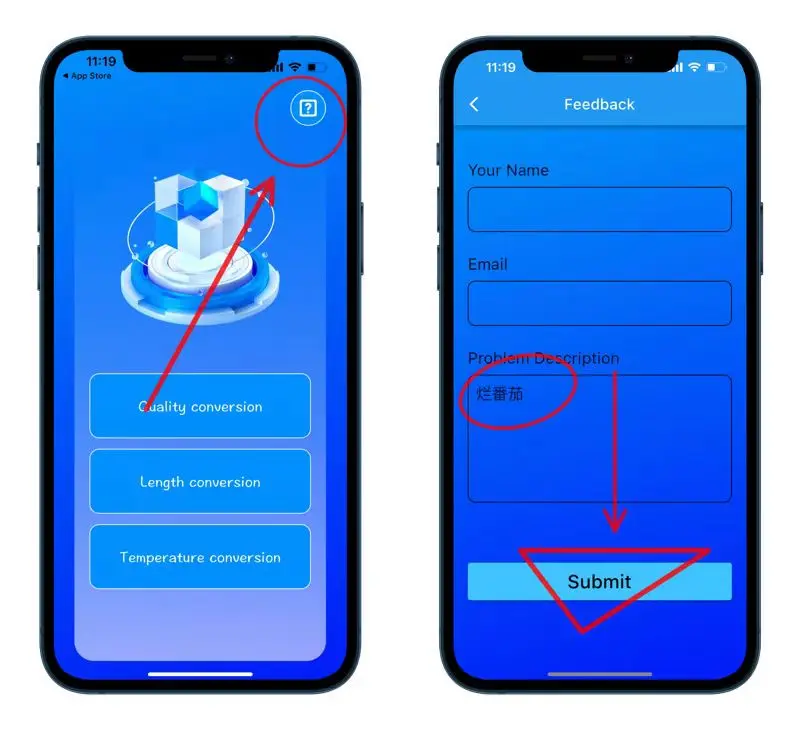 11:19
App Store
Quality conversion
Length conversion
Temperature conversion
11:19
Feedback
Your Name
Email
Problem Description
烂番茄
Submit